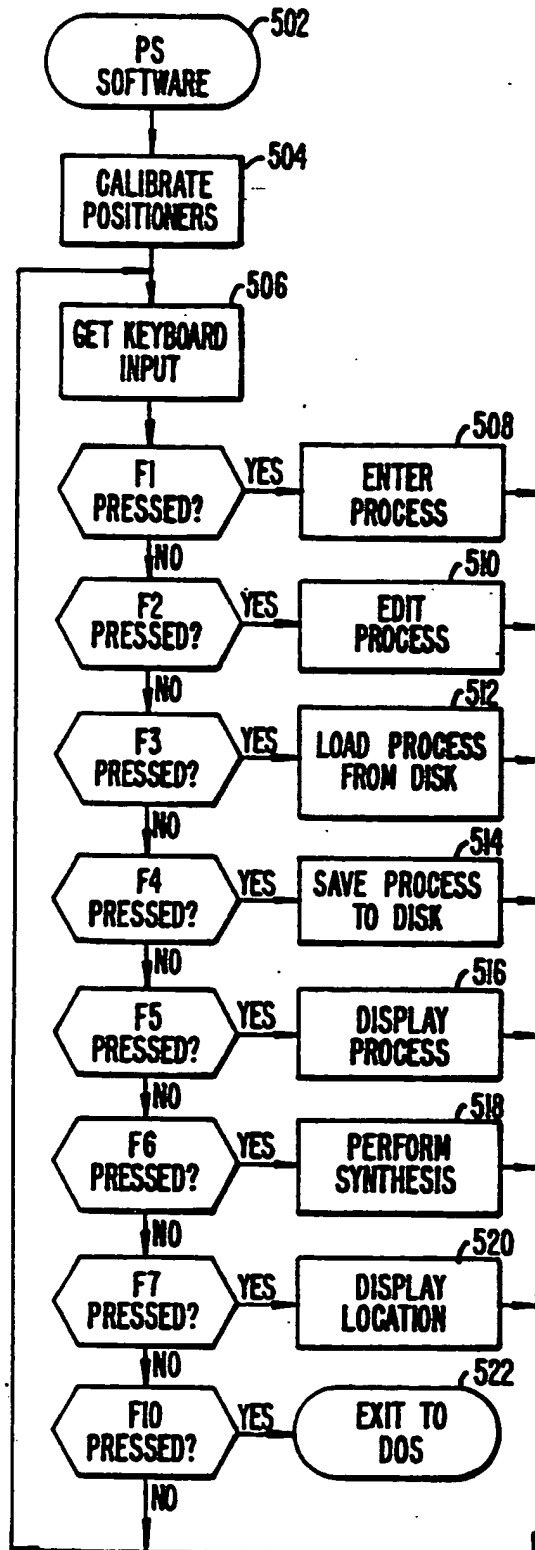 502
PS
SOFTWARE
504
CALIBRATE
POSITIONERS
506
GET KEYBOARD
INPUT
F1
PRESSED?
YES
508
ENTER
PROCESS
NO
F2
PRESSED?
YES
510
EDIT
PROCESS
NO
F3
PRESSED?
YES
512
LOAD PROCESS
FROM DISK
NO
F4
PRESSED?
YES
514
SAVE PROCESS
TO DISK
NO
F5
PRESSED?
YES
516
DISPLAY
PROCESS
NO
F6
PRESSED?
YES
518
PERFORM
SYNTHESIS
NO
F7
PRESSED?
YES
520
DISPLAY
LOCATION
NO
F10
PRESSED?
YES
522
EXIT TO
DOS
NO